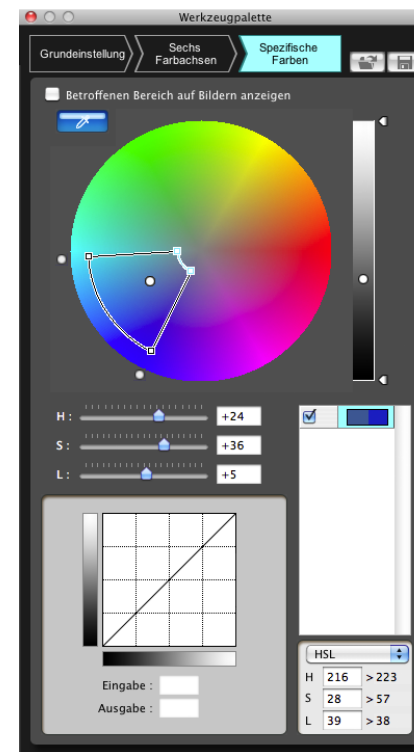 Werkzeugpalette
Grundeinstellung
Sechs
Farbachsen
Spezifische
Farben
Betroffenen Bereich auf Bildern anzeigen
H : +24
S : +36
L : +5
Eingabe :
Ausgabe :
HSL
H 216 >223
S 28 >57
L 39 >38